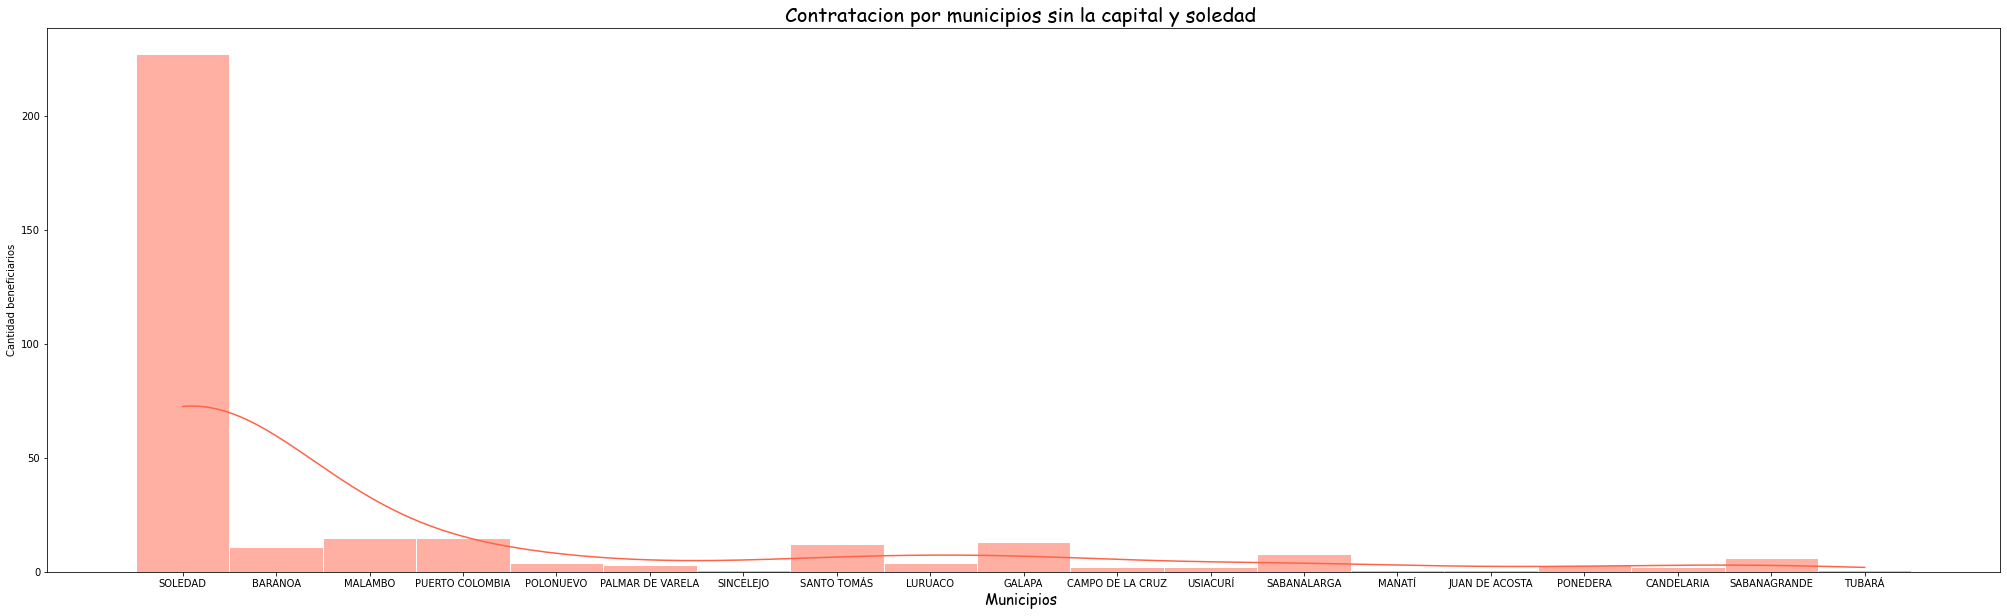 Contratacion por municipios sin la capital y soledad
Cantidad beneficiarios
200
150
100
50
0
SOLEDAD BARANOA MALAMBO PUERTO COLOMBIA POLONUEVO PALMAR DE VARELA SINCELEJO SANTO TOMÁS LURUACO GALAPA CAMPO DE LA CRUZ USIACURÍ SABANALARGA MANATÍ JUAN DE ACOSTA PONEDERA CANDELARIA SABANAGRANDE TUBARÁ
Municipios